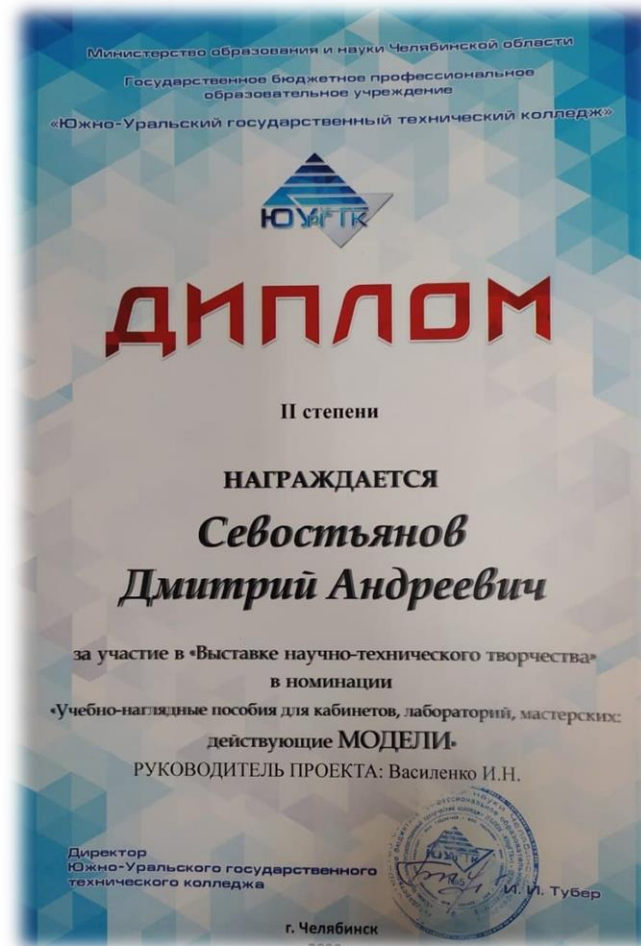 Министерство образования и науки Челябинской области
Государственное бюджетное профессиональное
образовательное учреждение
«Южно-Уральский государственный технический колледж»
ЮУрГТК
ДИПЛОМ
II степени
НАГРАЖДАЕТСЯ
Севостьянов
Дмитрий Андреевич
за участие в «Выставке научно-технического творчества»
в номинации
«Учебно-наглядные пособия для кабинетов, лабораторий, мастерских:
действующие МОДЕЛИ»
РУКОВОДИТЕЛЬ ПРОЕКТА: Василенко И.Н.
Директор
Южно-Уральского государственного
технического колледжа
И. И. Тубер
г. Челябинск